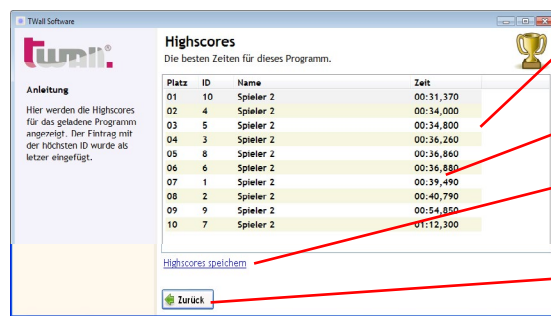 TWall Software
twall®
Anleitung
Hier werden die Highscores
für das geladene Programm
angezeigt. Der Eintrag mit
der höchsten ID wurde als
letzer eingefügt.
Highscores
Die besten Zeiten für dieses Programm.
Platz ID Name Zeit
01 10 Spieler 2 00:31,370
02 4 Spieler 2 00:34,000
03 5 Spieler 2 00:34,800
04 3 Spieler 2 00:36,260
05 8 Spieler 2 00:36,860
06 6 Spieler 2 00:36,880
07 1 Spieler 2 00:39,490
08 2 Spieler 2 00:40,790
09 9 Spieler 2 00:54,850
10 7 Spieler 2 01:12,300
Highscores speichern
Zurück